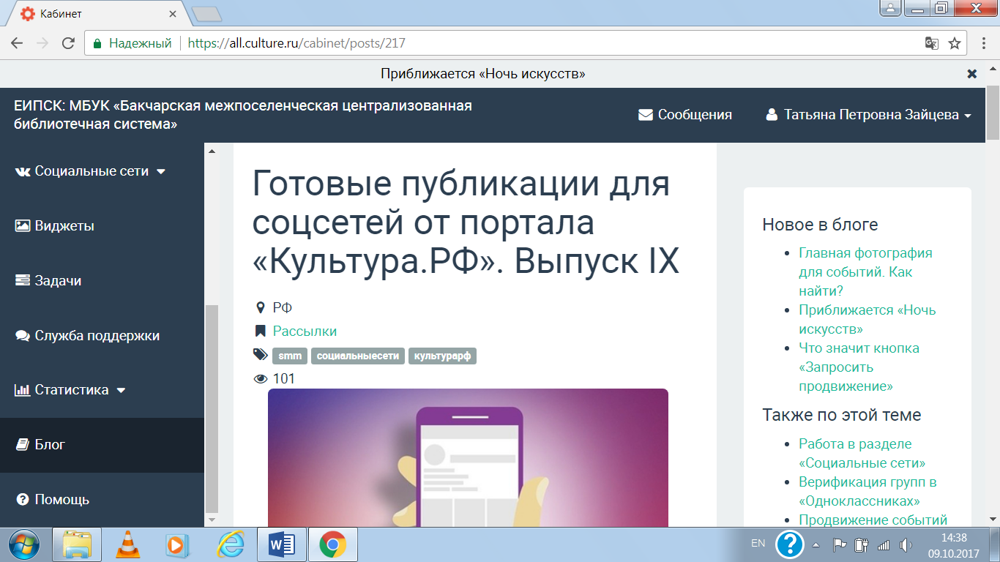 Кабинет
Надежный
https://all.culture.ru/cabinet/posts/217
Приближается «Ночь искусств»
ЕИПСК: МБУК «Бакчарская межпоселенческая централизованная
библиотечная система»
Сообщения
Татьяна Петровна Зайцева
Социальные сети
Виджеты
Задачи
Служба поддержки
Статистика
Блог
Помощь
Готовые публикации для
соцсетей от портала
«Культура.РФ». Выпуск IX
РФ
Рассылки
smm социальныесети культурарф
101
Новое в блоге
Главная фотография
для событий. Как
найти?
Приближается «Ночь
искусств»
Что значит кнопка
«Запросить
продвижение»
Также по этой теме
Работа в разделе
«Социальные сети»
Верификация групп в
«Одноклассниках»
Продвижение событий
EN
14:38
09.10.2017